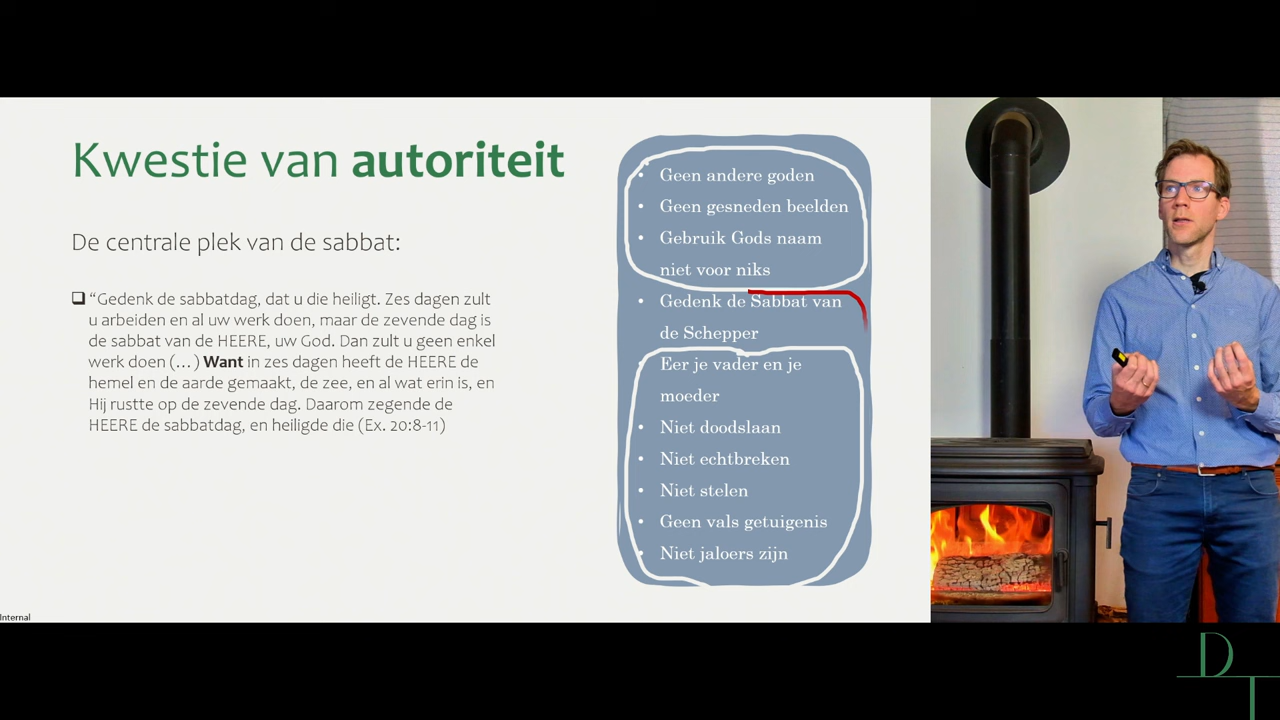 Kwestie van autoriteit
De centrale plek van de sabbat:
“Gedenk de sabbatdag, dat u die heiligt. Zes dagen zult
u arbeiden en al uw werk doen, maar de zevende dag is
de sabbat van de HEERE, uw God. Dan zult u geen enkel
werk doen (...) Want in zes dagen heeft de HEERE de
hemel en de aarde gemaakt, de zee, en al wat erin is, en
Hij rustte op de zevende dag. Daarom zegende de
HEERE de sabbatdag, en heiligde die (Ex. 20:8-11)
• Geen andere goden
• Geen gesneden beelden
• Gebruik Gods naam
niet voor niks
• Gedenk de Sabbat van
de Schepper
• Eer je vader en je
moeder
• Niet doodslaan
• Niet echtbreken
• Niet stelen
• Geen vals getuigenis
• Niet jaloers zijn
Internal
DT